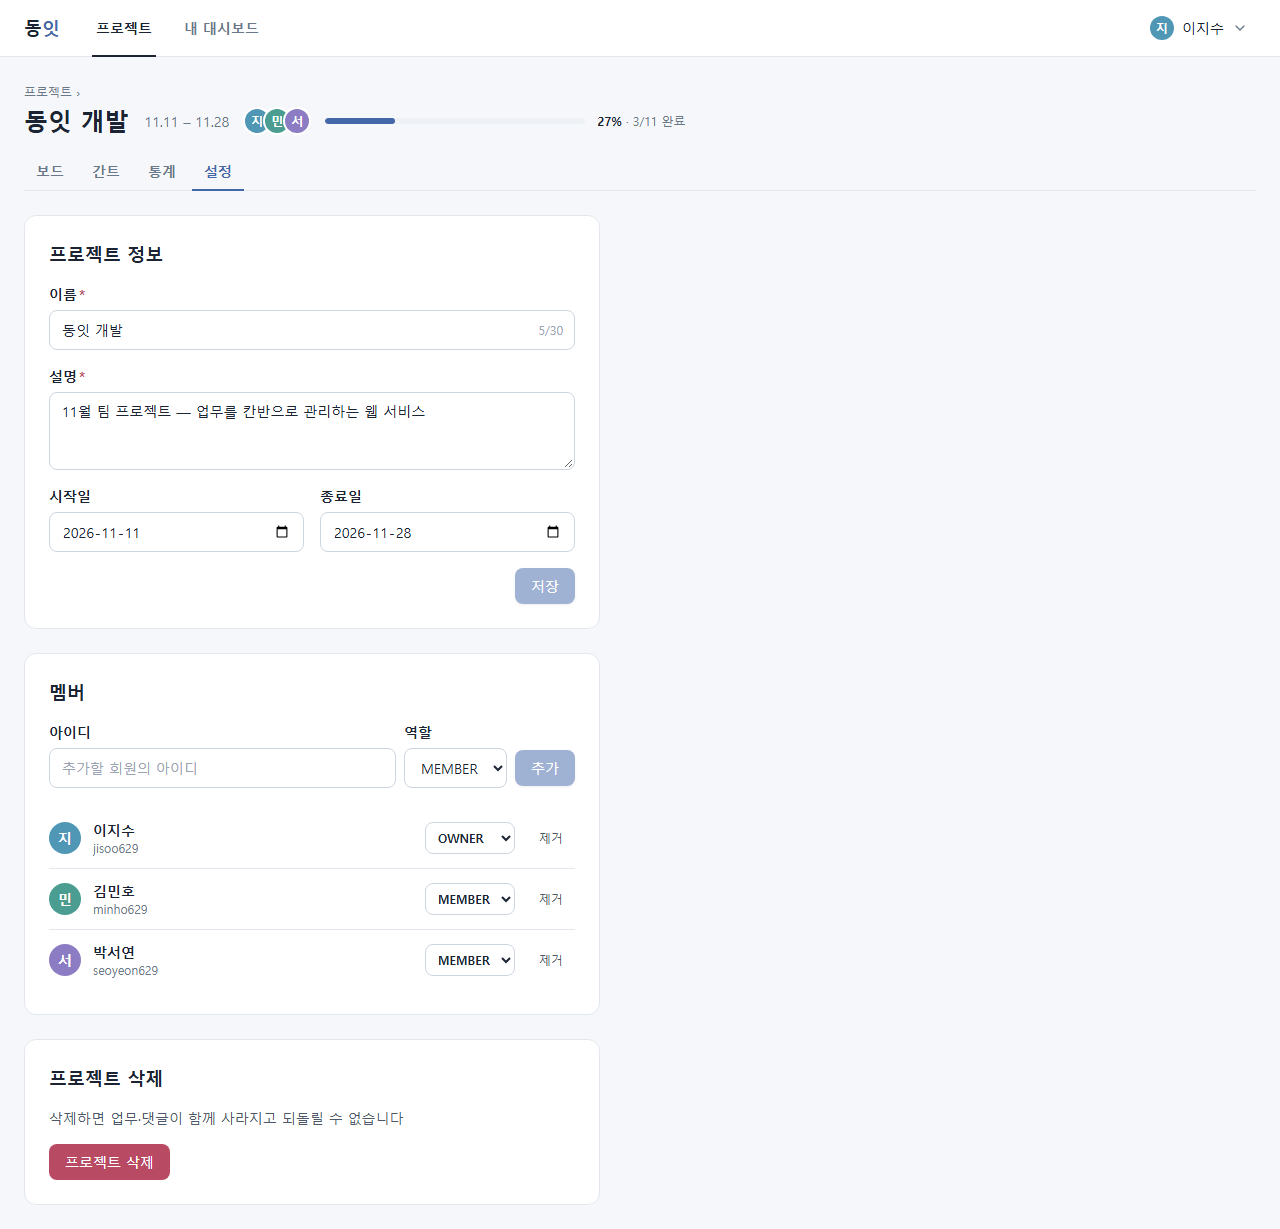 동잇 프로젝트 내 대시보드 지 이지수
프로젝트 ›
동잇 개발 11.11 – 11.28 지 민 서 27% · 3/11 완료
보드 간트 통계 설정
프로젝트 정보
이름 *
동잇 개발 5/30
설명 *
11월 팀 프로젝트 — 업무를 칸반으로 관리하는 웹 서비스
시작일 종료일
2026-11-11 2026-11-28
저장
멤버
아이디 역할
추가할 회원의 아이디 MEMBER 추가
지 이지수 OWNER 제거
jisoo629
민 김민호 MEMBER 제거
minho629
서 박서연 MEMBER 제거
seoyeon629
프로젝트 삭제
삭제하면 업무·댓글이 함께 사라지고 되돌릴 수 없습니다
프로젝트 삭제